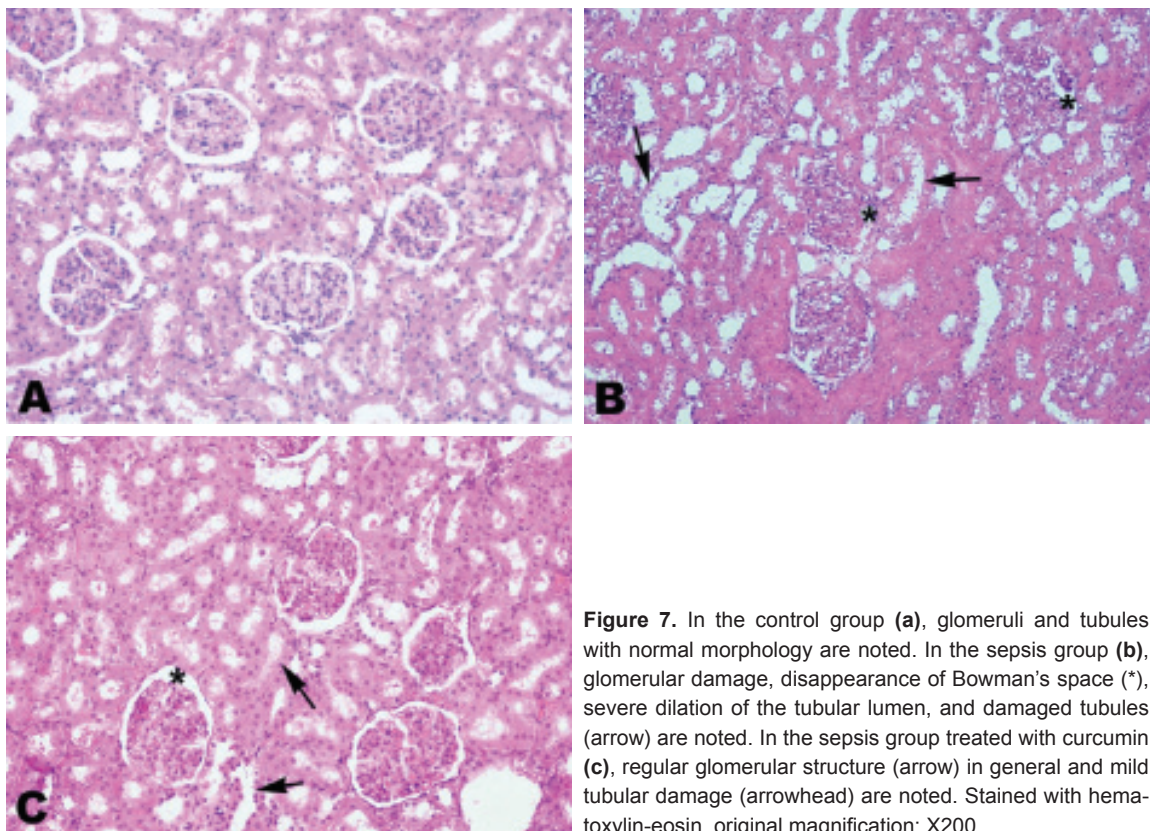 A
*
*
B
*
C
Figure 7. In the control group (a), glomeruli and tubules
with normal morphology are noted. In the sepsis group (b),
glomerular damage, disappearance of Bowman's space (*),
severe dilation of the tubular lumen, and damaged tubules
(arrow) are noted. In the sepsis group treated with curcumin
(c), regular glomerular structure (arrow) in general and mild
tubular damage (arrowhead) are noted. Stained with hema-
toxylin-eosin, original magnification: X200